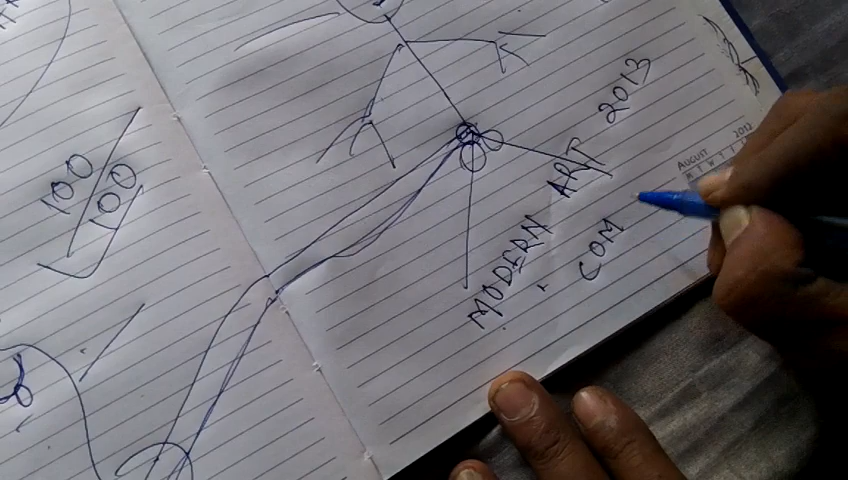 100
100
MODERN ART 2013
. COM
AUGUST 2012
M T W T